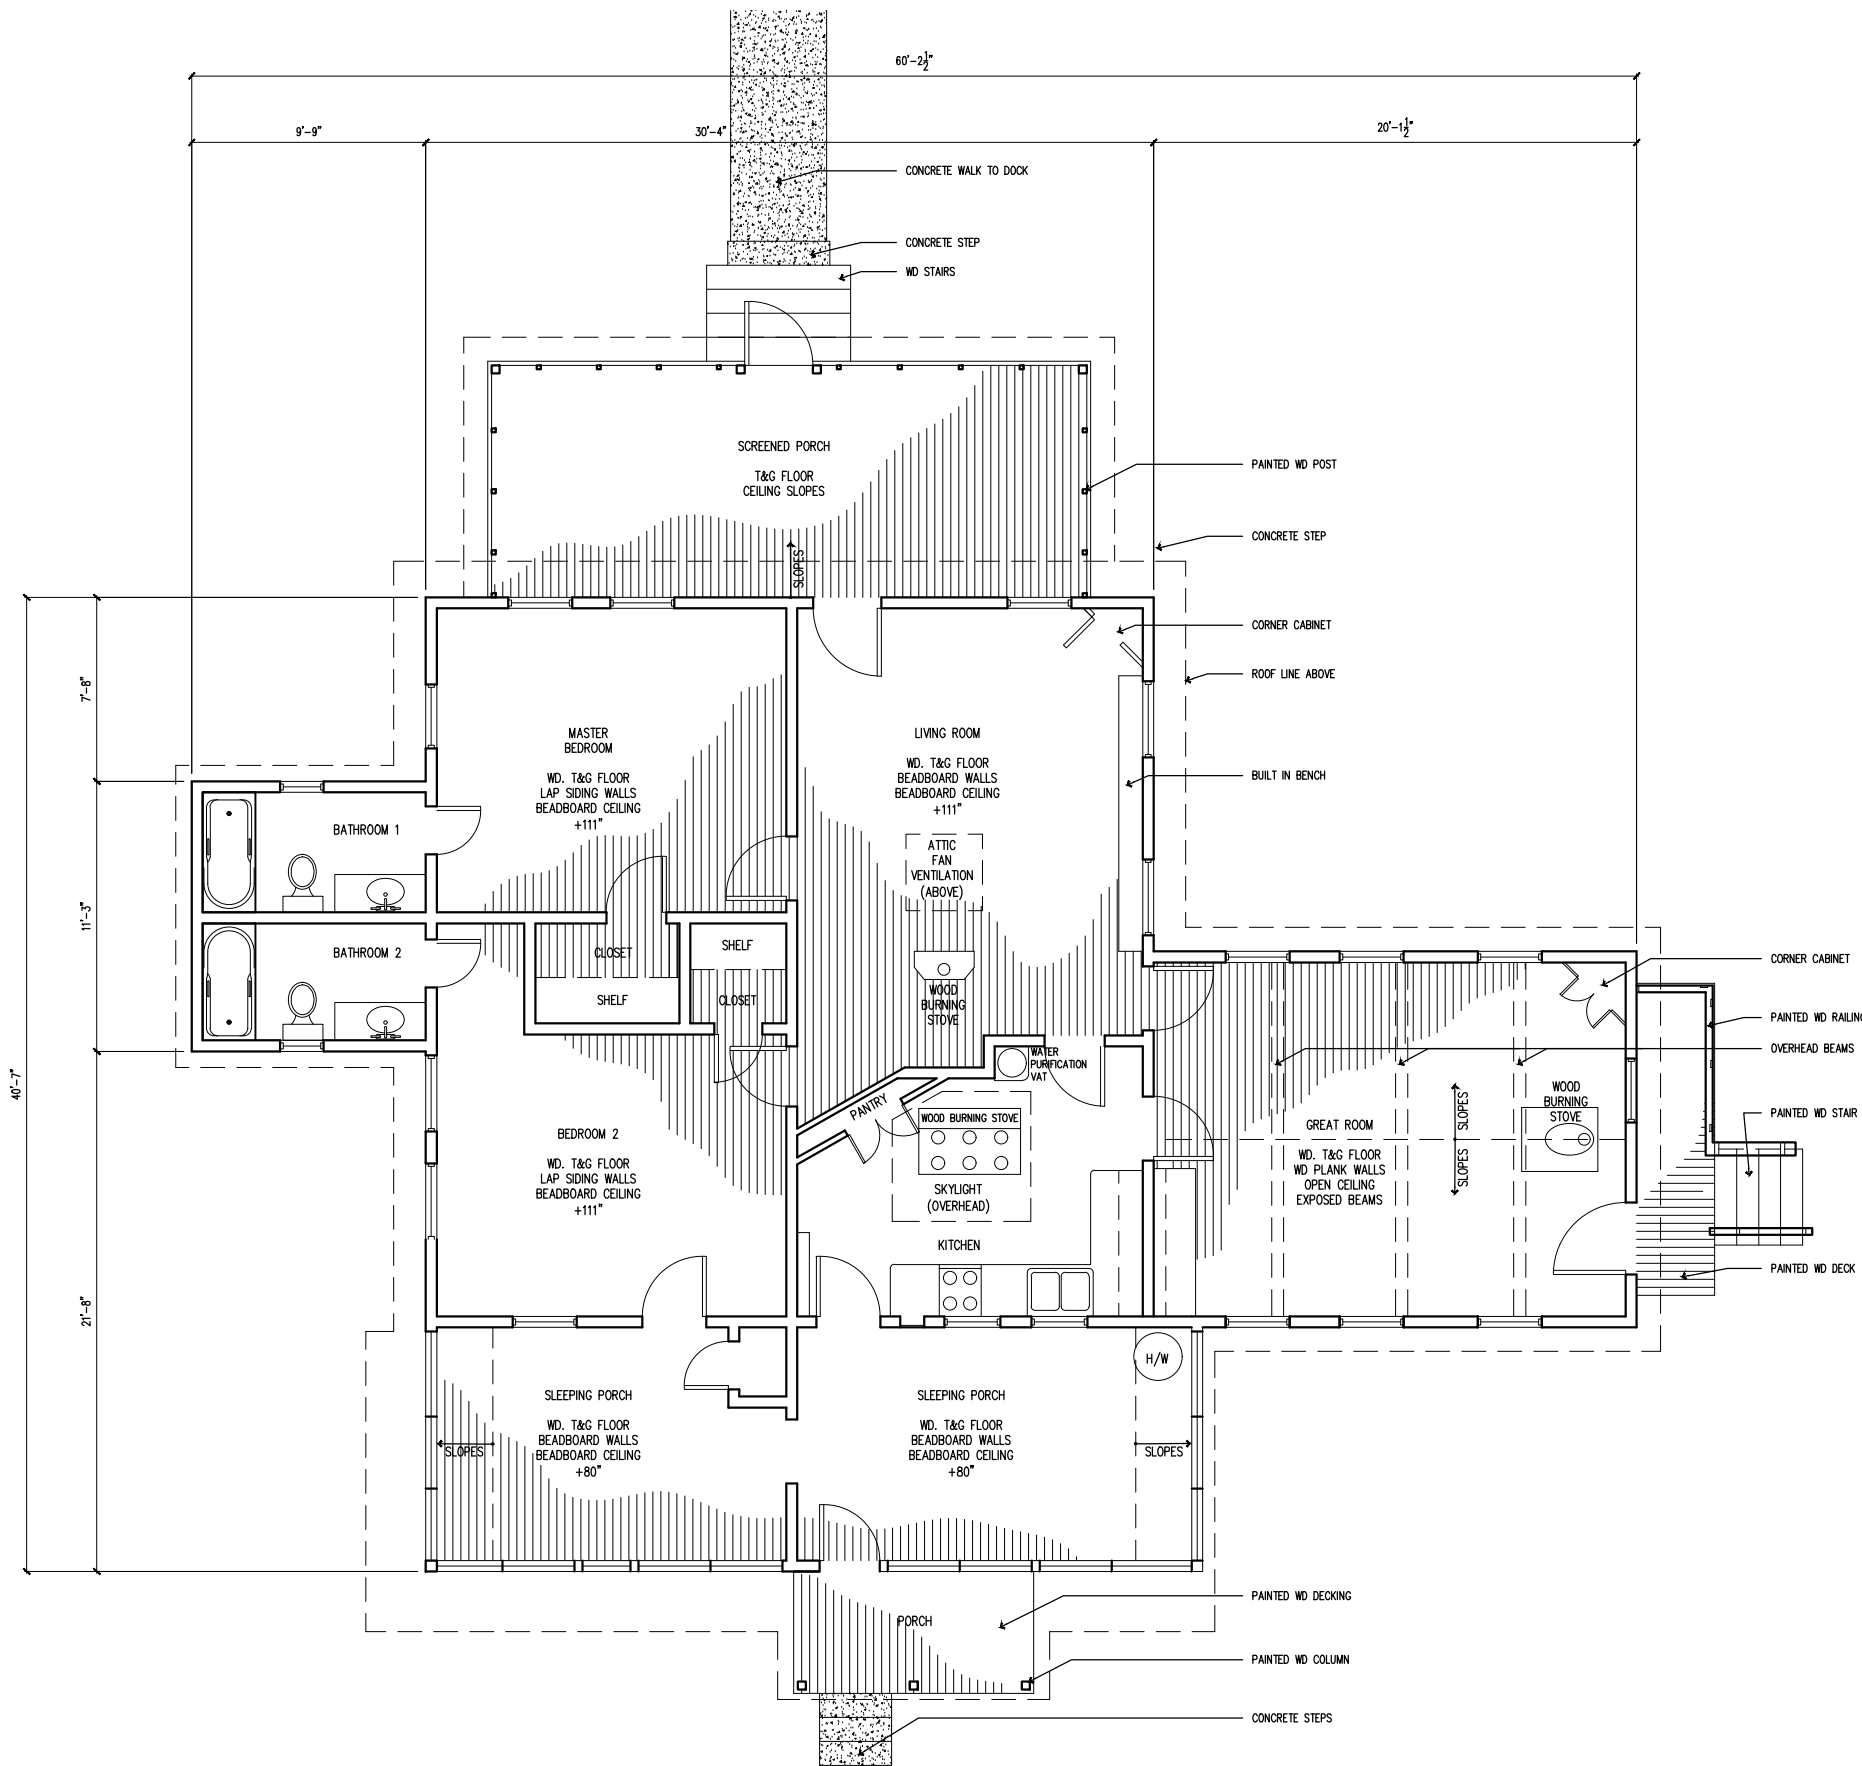 60'-2 1/2"
9'-9"
30'-4"
20'-1 1/2"
CONCRETE WALK TO DOCK
CONCRETE STEP
WD STAIRS
SCREENED PORCH
T&G FLOOR
CEILING SLOPES
SLOPES
PAINTED WD POST
CONCRETE STEP
CORNER CABINET
ROOF LINE ABOVE
BUILT IN BENCH
40'-7"
7'-8"
11'-3"
21'-8"
MASTER
BEDROOM
WD. T&G FLOOR
LAP SIDING WALLS
BEADBOARD CEILING
+111"
LIVING ROOM
WD. T&G FLOOR
BEADBOARD WALLS
BEADBOARD CEILING
+111"
ATTIC
FAN
VENTILATION
(ABOVE)
BATHROOM 1
BATHROOM 2
CLOSET
SHELF
SHELF
CLOSET
WOOD
BURNING
STOVE
WATER
PURIFICATION
VAT
PANTRY
WOOD BURNING STOVE
SKYLIGHT
(OVERHEAD)
KITCHEN
BEDROOM 2
WD. T&G FLOOR
LAP SIDING WALLS
BEADBOARD CEILING
+111"
GREAT ROOM
WD. T&G FLOOR
WD PLANK WALLS
OPEN CEILING
EXPOSED BEAMS
SLOPES
SLOPES
WOOD
BURNING
STOVE
CORNER CABINET
PAINTED WD RAILING
OVERHEAD BEAMS
PAINTED WD STAIR
PAINTED WD DECK
H/W
SLEEPING PORCH
WD. T&G FLOOR
BEADBOARD WALLS
BEADBOARD CEILING
+80"
SLOPES
SLEEPING PORCH
WD. T&G FLOOR
BEADBOARD WALLS
BEADBOARD CEILING
+80"
SLOPES
PORCH
PAINTED WD DECKING
PAINTED WD COLUMN
CONCRETE STEPS